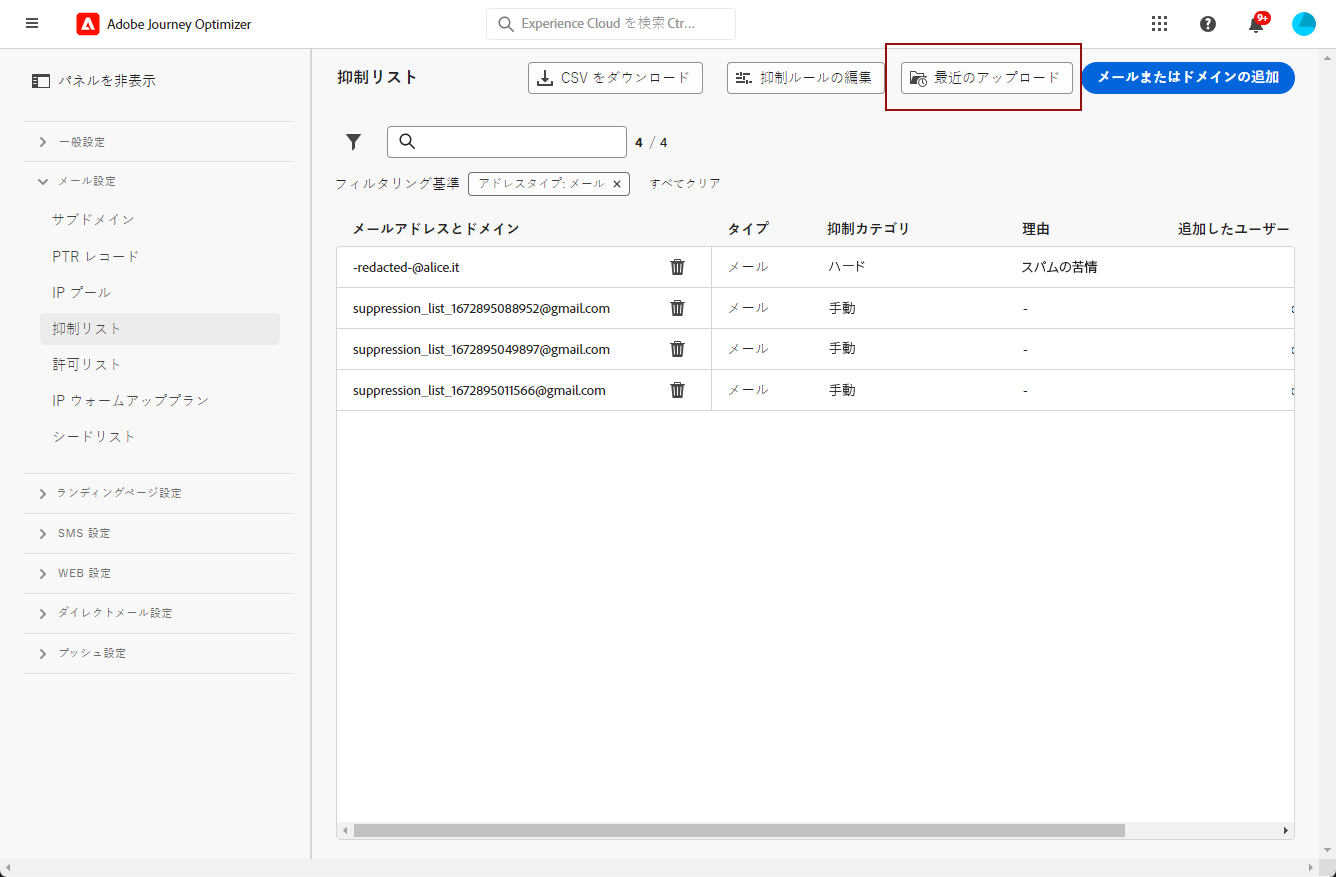 Adobe Journey Optimizer
Experience Cloud を検索 Ctr...
9+
パネルを非表示
一般設定
メール設定
サブドメイン
PTR レコード
IP プール
抑制リスト
許可リスト
IP ウォームアッププラン
シードリスト
ランディングページ設定
SMS 設定
WEB 設定
ダイレクトメール設定
プッシュ設定
抑制リスト
CSV をダウンロード
抑制ルールの編集
最近のアップロード
メールまたはドメインの追加
4 / 4
フィルタリング基準 アドレスタイプ: メール すべてクリア
メールアドレスとドメイン タイプ 抑制カテゴリ 理由 追加したユーザー
-redacted-@alice.it メール ハード スパムの苦情
suppression_list_1672895088952@gmail.com メール 手動 -
suppression_list_1672895049897@gmail.com メール 手動 -
suppression_list_1672895011566@gmail.com メール 手動 -